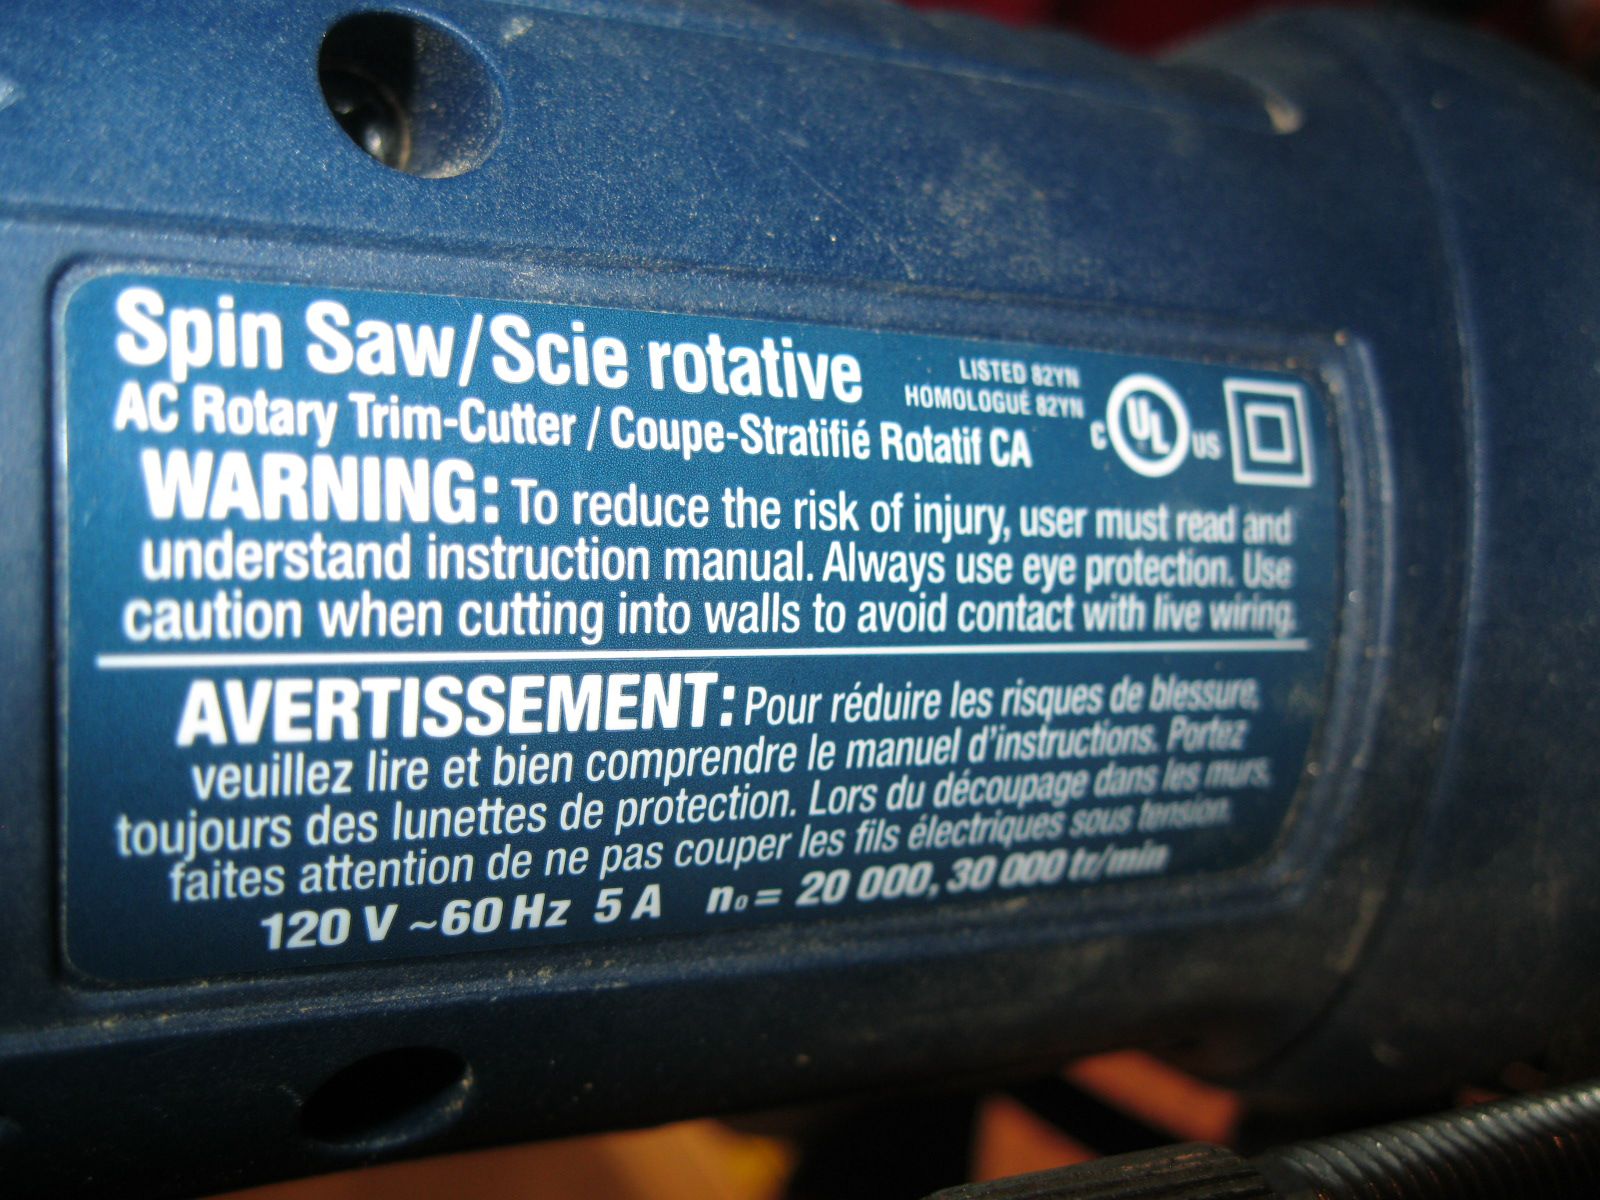 Spin Saw/Scie rotative
LISTED 82YN
HOMOLOGUÉ 82YN
C UL US
AC Rotary Trim-Cutter / Coupe-Stratifié Rotatif CA
WARNING: To reduce the risk of injury, user must read and
understand instruction manual. Always use eye protection. Use
caution when cutting into walls to avoid contact with live wiring.
AVERTISSEMENT: Pour réduire les risques de blessure,
veuillez lire et bien comprendre le manuel d'instructions. Portez
toujours des lunettes de protection. Lors du découpage dans les murs,
faites attention de ne pas couper les fils électriques sous tension.
120 V ~60 Hz 5 A n₀ = 20 000, 30 000 tr/min